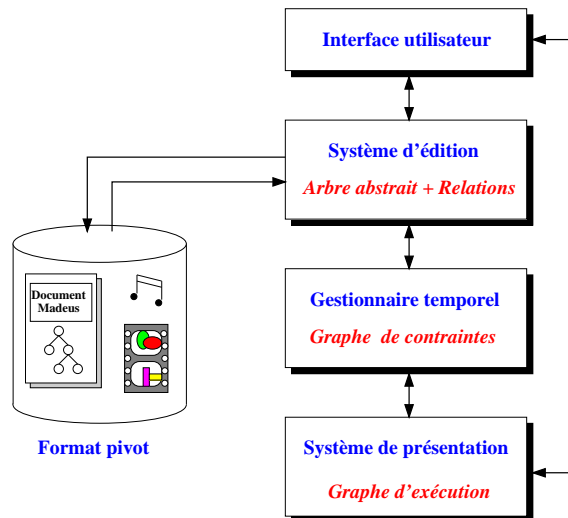 Interface utilisateur
Système d'édition
Arbre abstrait + Relations
Document
Madeus
Gestionnaire temporel
Graphe de contraintes
Format pivot
Système de présentation
Graphe d'exécution